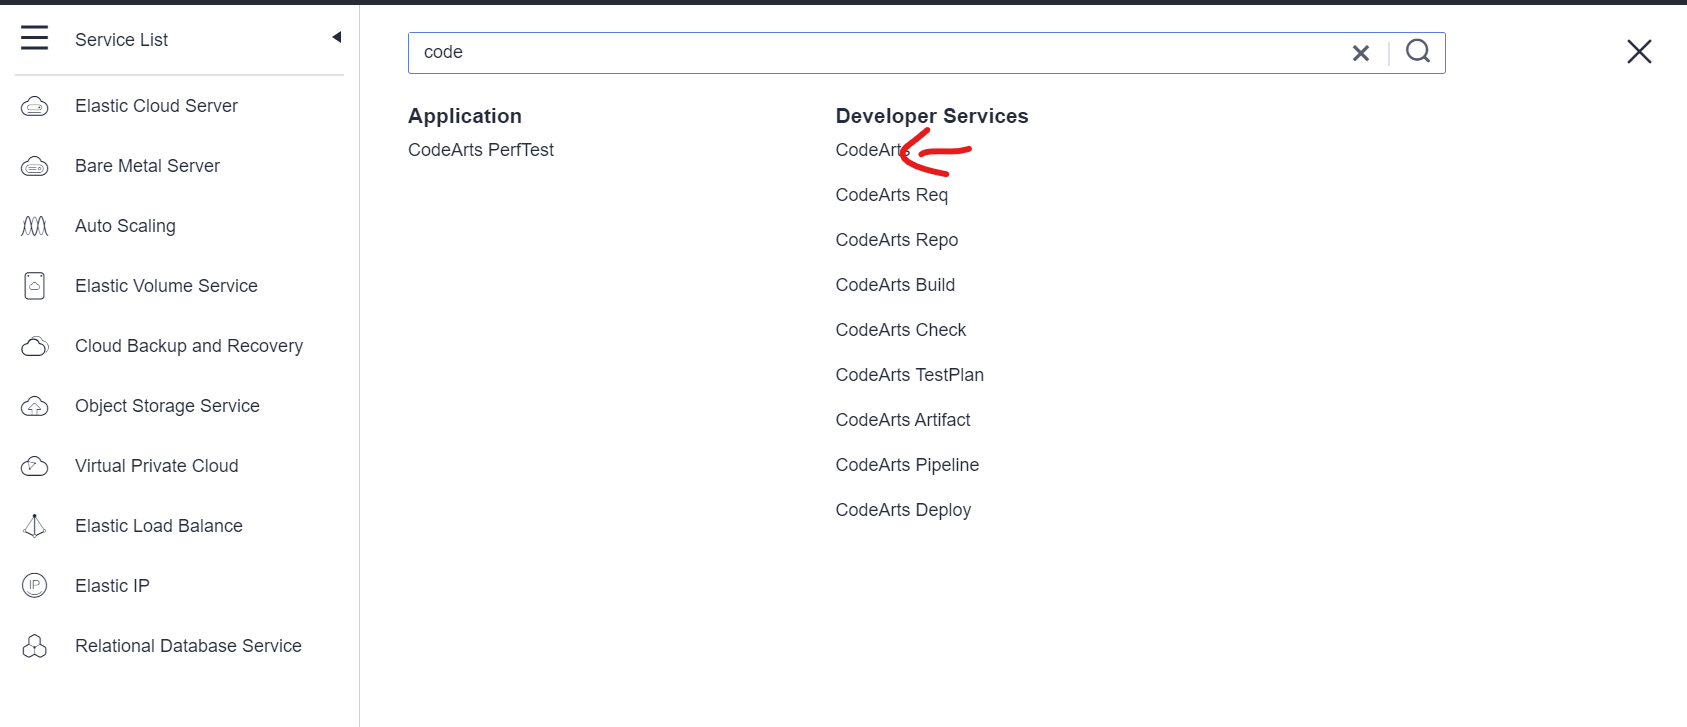 Service List
Elastic Cloud Server
Bare Metal Server
Auto Scaling
Elastic Volume Service
Cloud Backup and Recovery
Object Storage Service
Virtual Private Cloud
Elastic Load Balance
IP
Elastic IP
Relational Database Service
code
Application
CodeArts PerfTest
Developer Services
CodeArts
CodeArts Req
CodeArts Repo
CodeArts Build
CodeArts Check
CodeArts TestPlan
CodeArts Artifact
CodeArts Pipeline
CodeArts Deploy